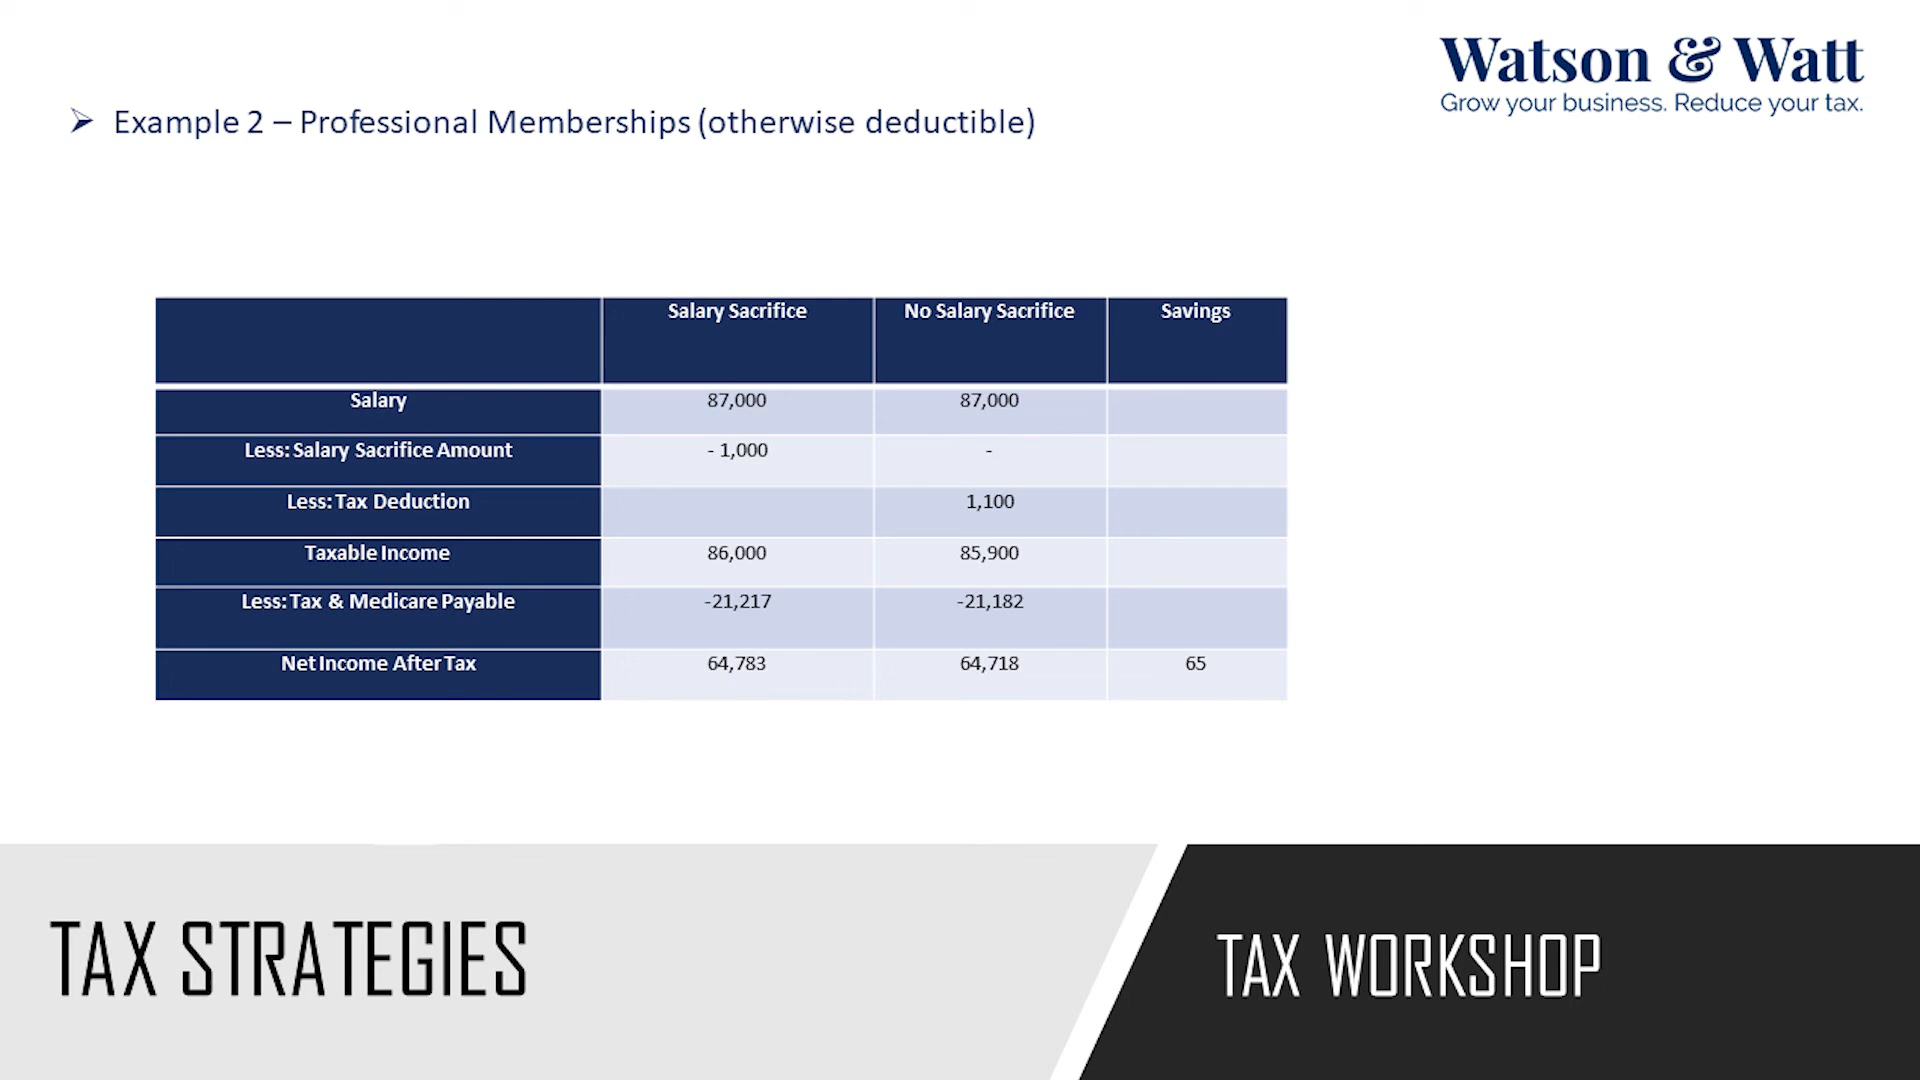 Watson & Watt
Grow your business. Reduce your tax.
➢ Example 2 – Professional Memberships (otherwise deductible)
Salary Sacrifice No Salary Sacrifice Savings
Salary 87,000 87,000
Less: Salary Sacrifice Amount - 1,000 -
Less: Tax Deduction 1,100
Taxable Income 86,000 85,900
Less: Tax & Medicare Payable -21,217 -21,182
Net Income After Tax 64,783 64,718 65
TAX STRATEGIES
TAX WORKSHOP